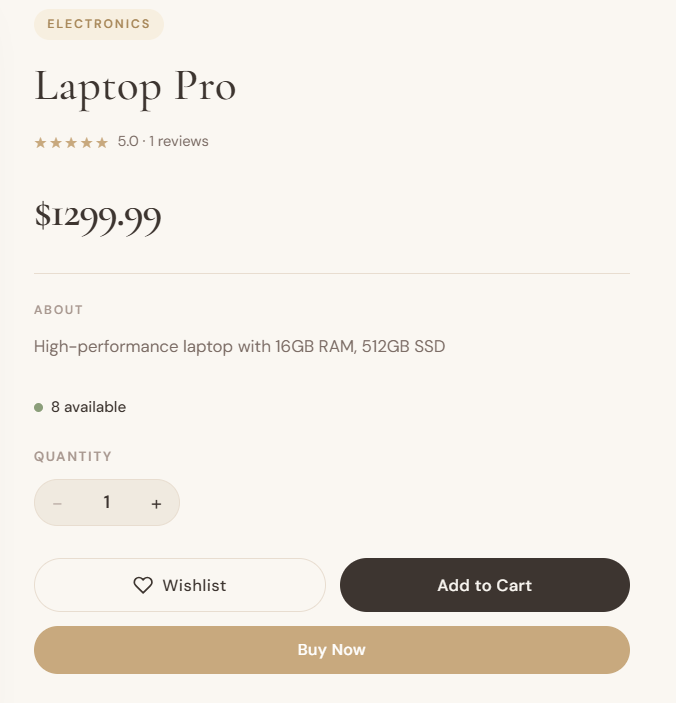 ELECTRONICS
Laptop Pro
★★★★★ 5.0 · 1 reviews
$1299.99
ABOUT
High-performance laptop with 16GB RAM, 512GB SSD
8 available
QUANTITY
− 1 +
Wishlist
Add to Cart
Buy Now